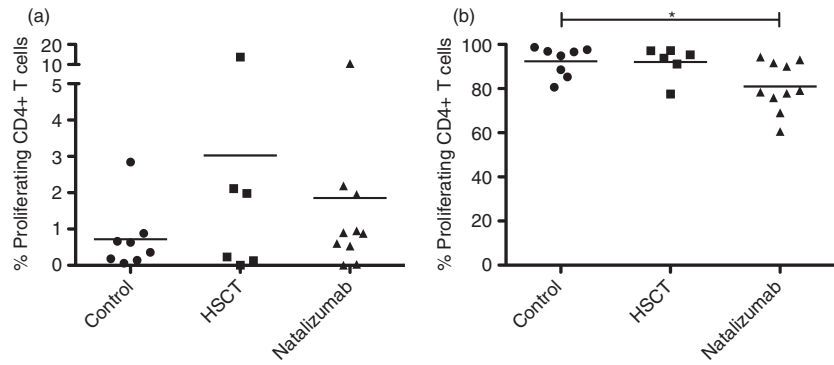 (a)
% Proliferating CD4+ T cells
20
10
5
4
3
2
1
0
Control
HSCT
Natalizumab
(b)
*
% Proliferating CD4+ T cells
100
80
60
40
20
0
Control
HSCT
Natalizumab